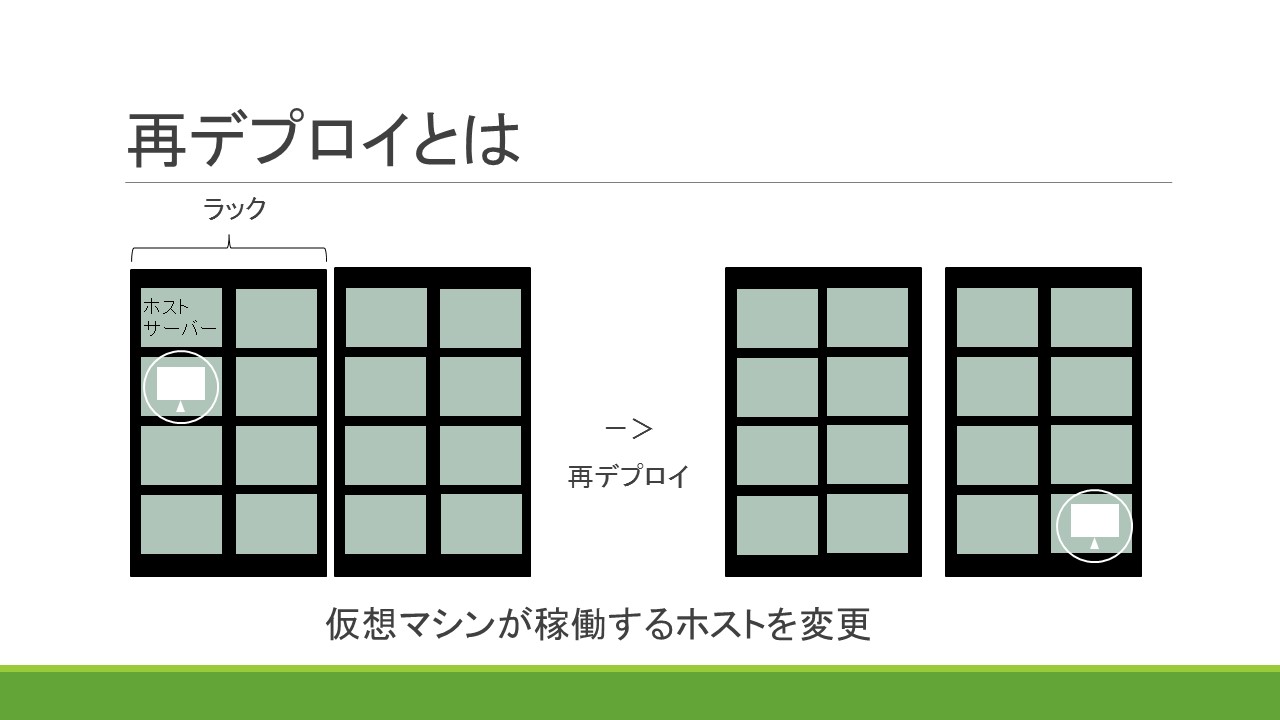 再デプロイとは
ラック
ホスト
サーバー
－＞
再デプロイ
仮想マシンが稼働するホストを変更